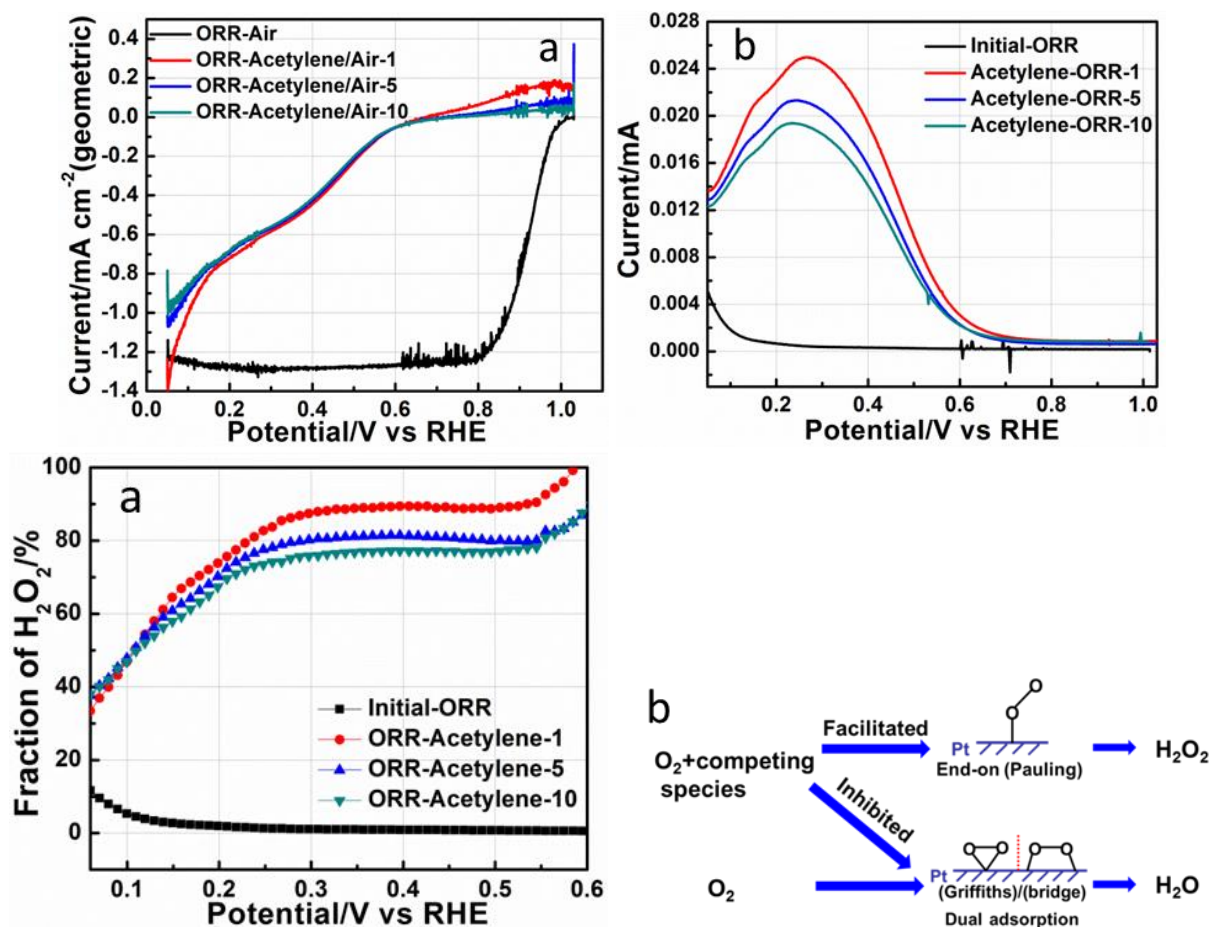 a
ORR-Air
ORR-Acetylene/Air-1
ORR-Acetylene/Air-5
ORR-Acetylene/Air-10
Current/mA cm⁻²(geometric)
0.4
0.2
0.0
-0.2
-0.4
-0.6
-0.8
-1.0
-1.2
-1.4
0.0 0.2 0.4 0.6 0.8 1.0
Potential/V vs RHE
b
Initial-ORR
Acetylene-ORR-1
Acetylene-ORR-5
Acetylene-ORR-10
Current/mA
0.028
0.024
0.020
0.016
0.012
0.008
0.004
0.000
0.2 0.4 0.6 0.8 1.0
Potential/V vs RHE
a
Fraction of H₂O₂/%
100
80
60
40
20
0
Initial-ORR
ORR-Acetylene-1
ORR-Acetylene-5
ORR-Acetylene-10
0.1 0.2 0.3 0.4 0.5 0.6
Potential/V vs RHE
b
O₂+competing
species
Facilitated
Inhibited
O
O
Pt
End-on (Pauling)
H₂O₂
O₂
O O O O
Pt
(Griffiths)/(bridge)
Dual adsorption
H₂O